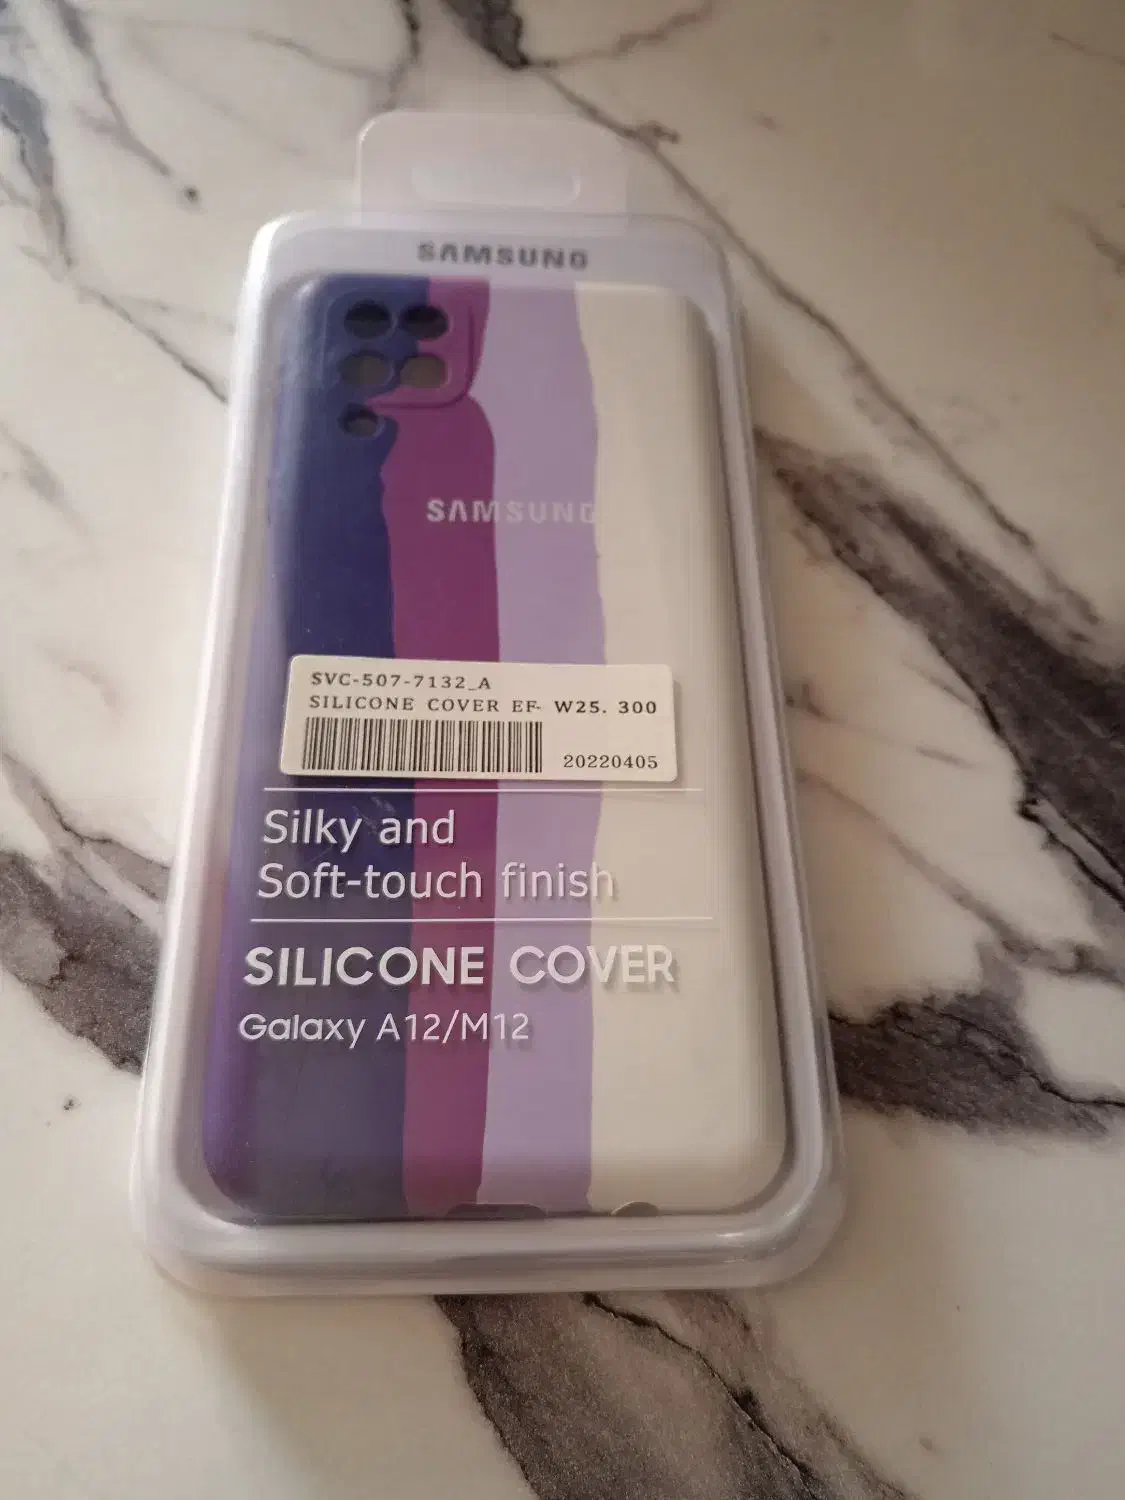 SAMSUNG
SAMSUNG
SVC-507-7132_A
SILICONE COVER EF- W25. 300
20220405
Silky and
Soft-touch finish
SILICONE COVER
Galaxy A12/M12